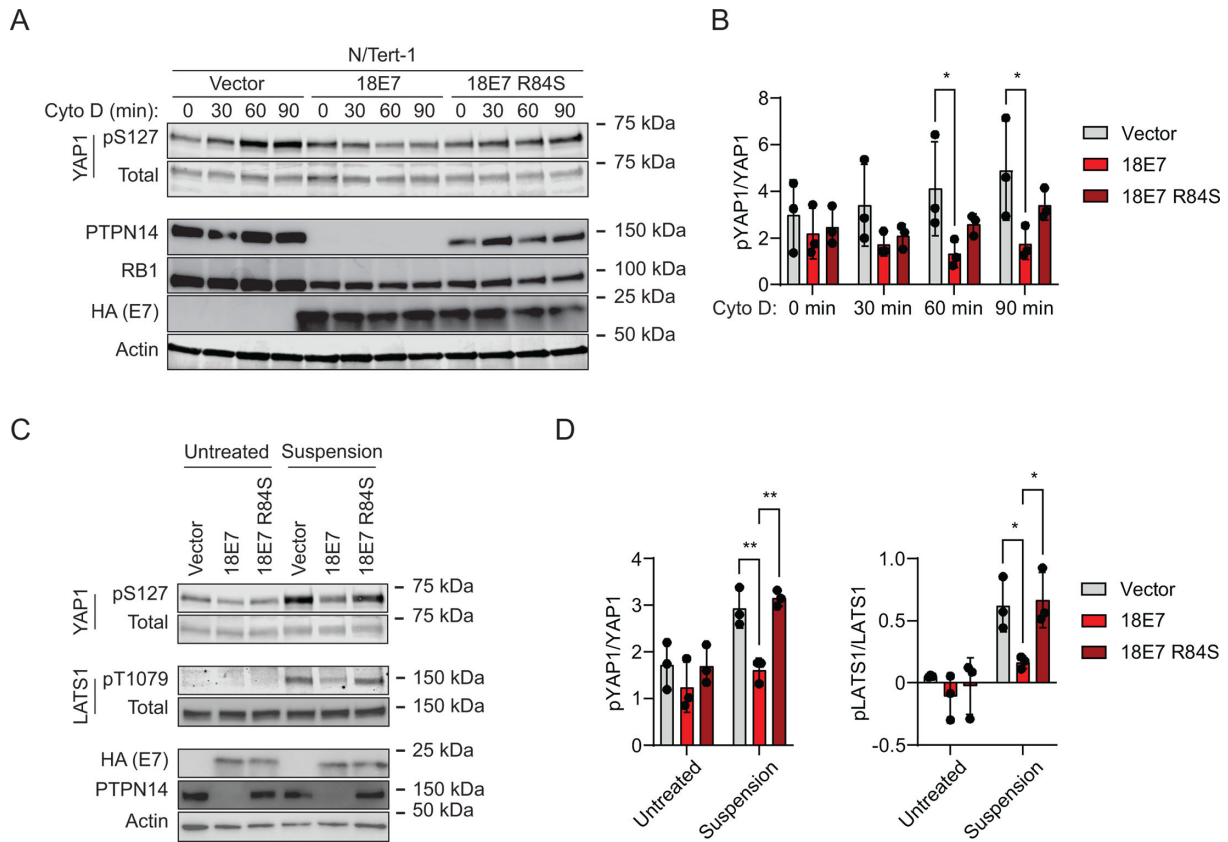 A
N/Tert-1
Vector 18E7 18E7 R84S
Cyto D (min): 0 30 60 90 0 30 60 90 0 30 60 90
YAP1
pS127
75 kDa
Total
75 kDa
PTPN14
150 kDa
RB1
100 kDa
HA (E7)
25 kDa
Actin
50 kDa
B
* *
pYAP1/YAP1
8
6
4
2
0
Cyto D: 0 min 30 min 60 min 90 min
Vector
18E7
18E7 R84S
C
Untreated Suspension
Vector 18E7 18E7 R84S Vector 18E7 18E7 R84S
YAP1
pS127
75 kDa
Total
75 kDa
LATS1
pT1079
150 kDa
Total
150 kDa
HA (E7)
25 kDa
PTPN14
150 kDa
Actin
50 kDa
D
**
**
pYAP1/YAP1
4
3
2
1
0
Untreated Suspension
*
*
pLATS1/LATS1
1.0
0.5
0
-0.5
Untreated Suspension
Vector
18E7
18E7 R84S